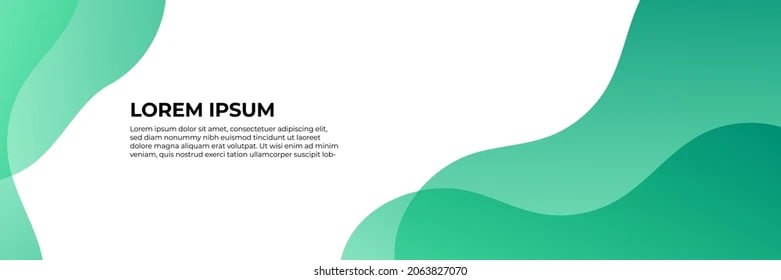 LOREM IPSUM
Lorem ipsum dolor sit amet, consectetuer adipiscing elit,
sed diam nonummy nibh euismod tincidunt ut laoreet
dolore magna aliquam erat volutpat. Ut wisi enim ad minim
veniam, quis nostrud exerci tation ullamcorper suscipit lob-
shutterstock.com · 2063827070